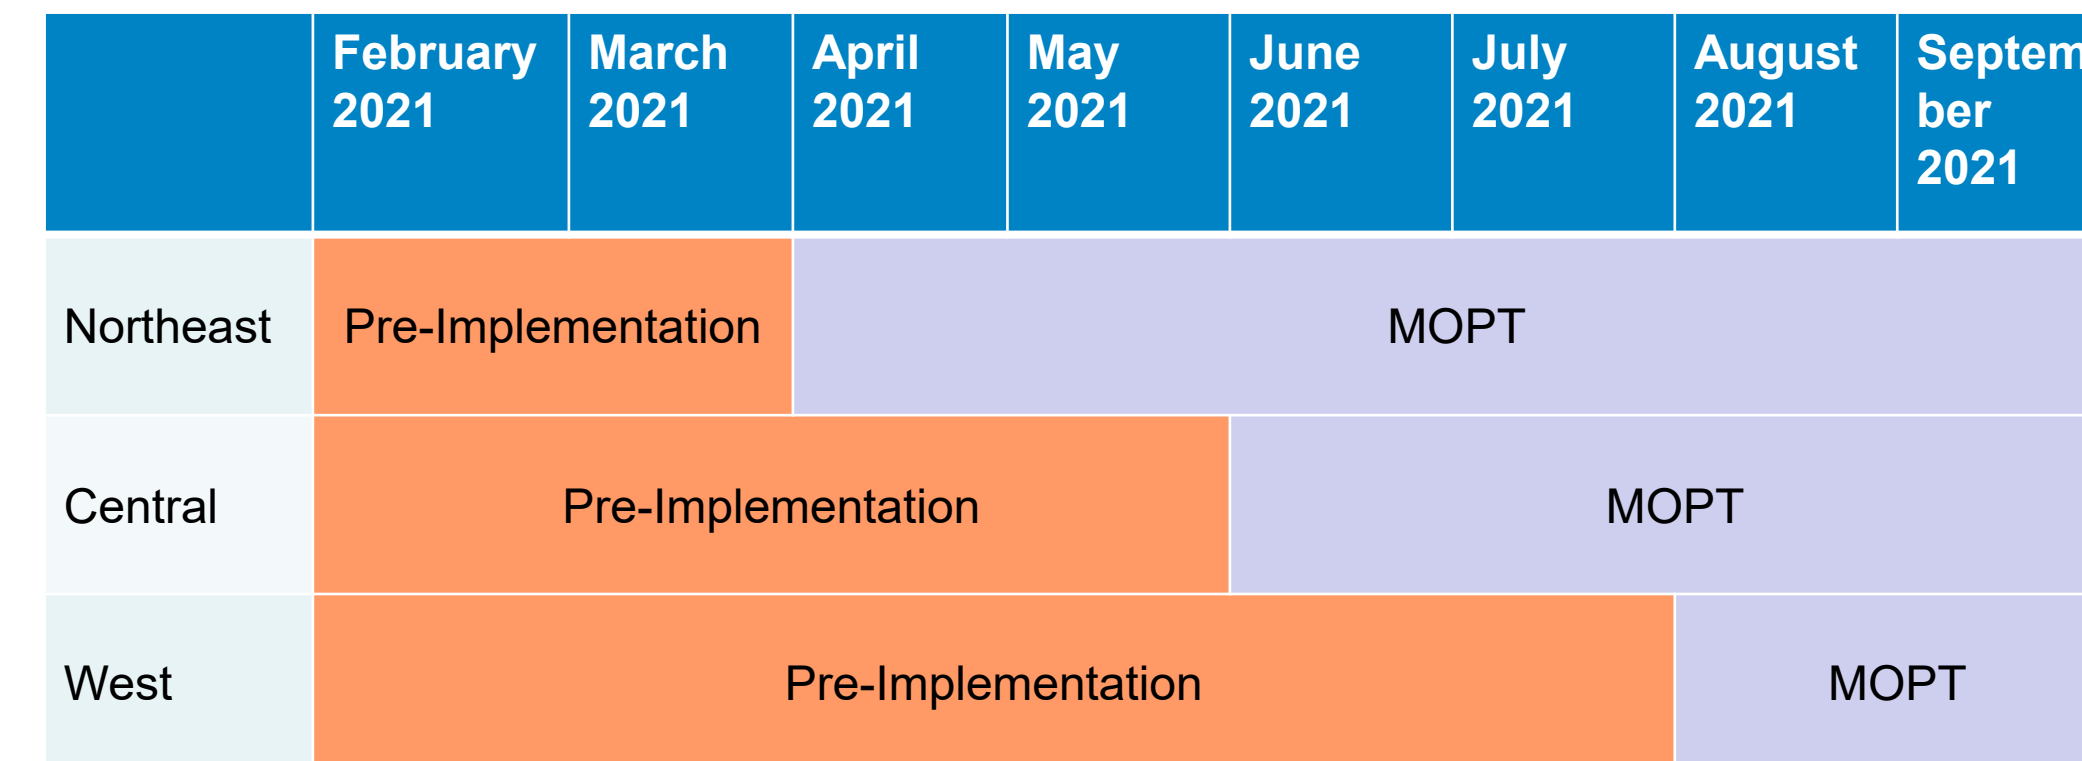 February
2021
March
2021
April
2021
May
2021
June
2021
July
2021
August
2021
Septem
ber
2021
Northeast
Pre-Implementation
MOPT
Central
Pre-Implementation
MOPT
West
Pre-Implementation
MOPT